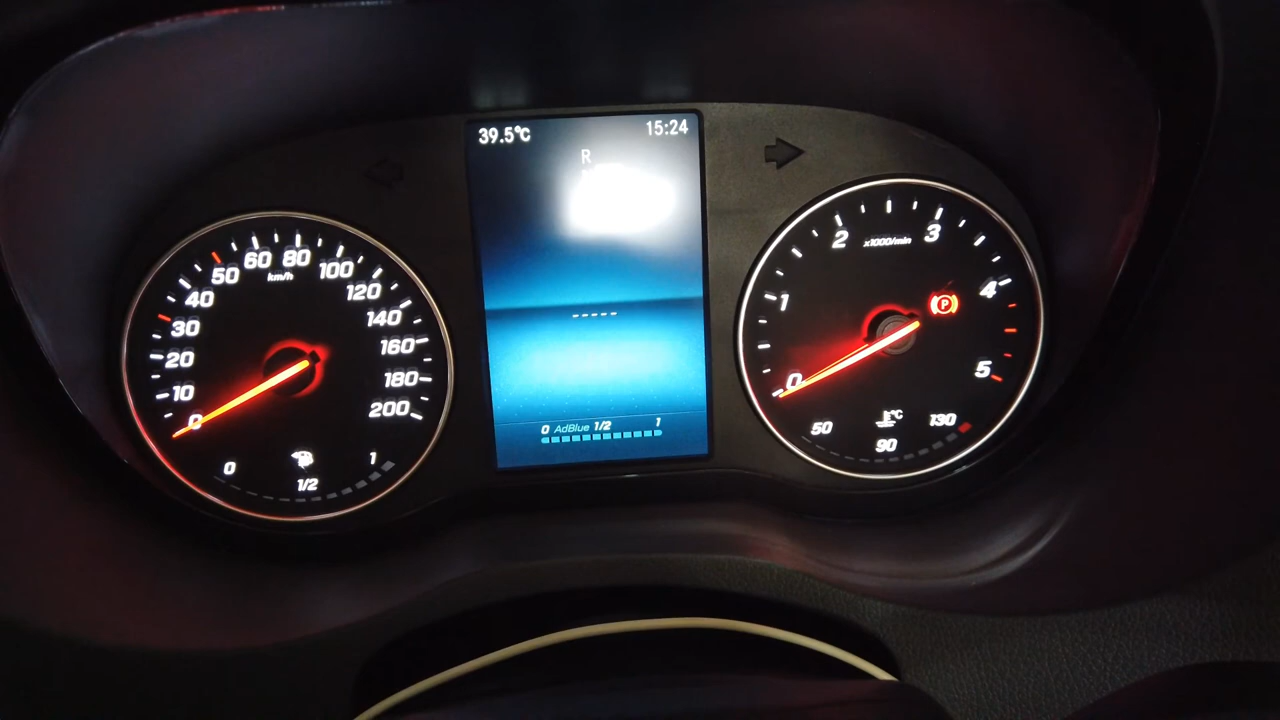 39.5℃ 15:24
R
- - - - -
0 AdBlue 1/2 1
0 10 20 30 40 50 60 80 100 120 140 160 180 200
km/h
0 1/2 1
0 1 2 3 4 5
x1000/min
P
50 90 130
℃